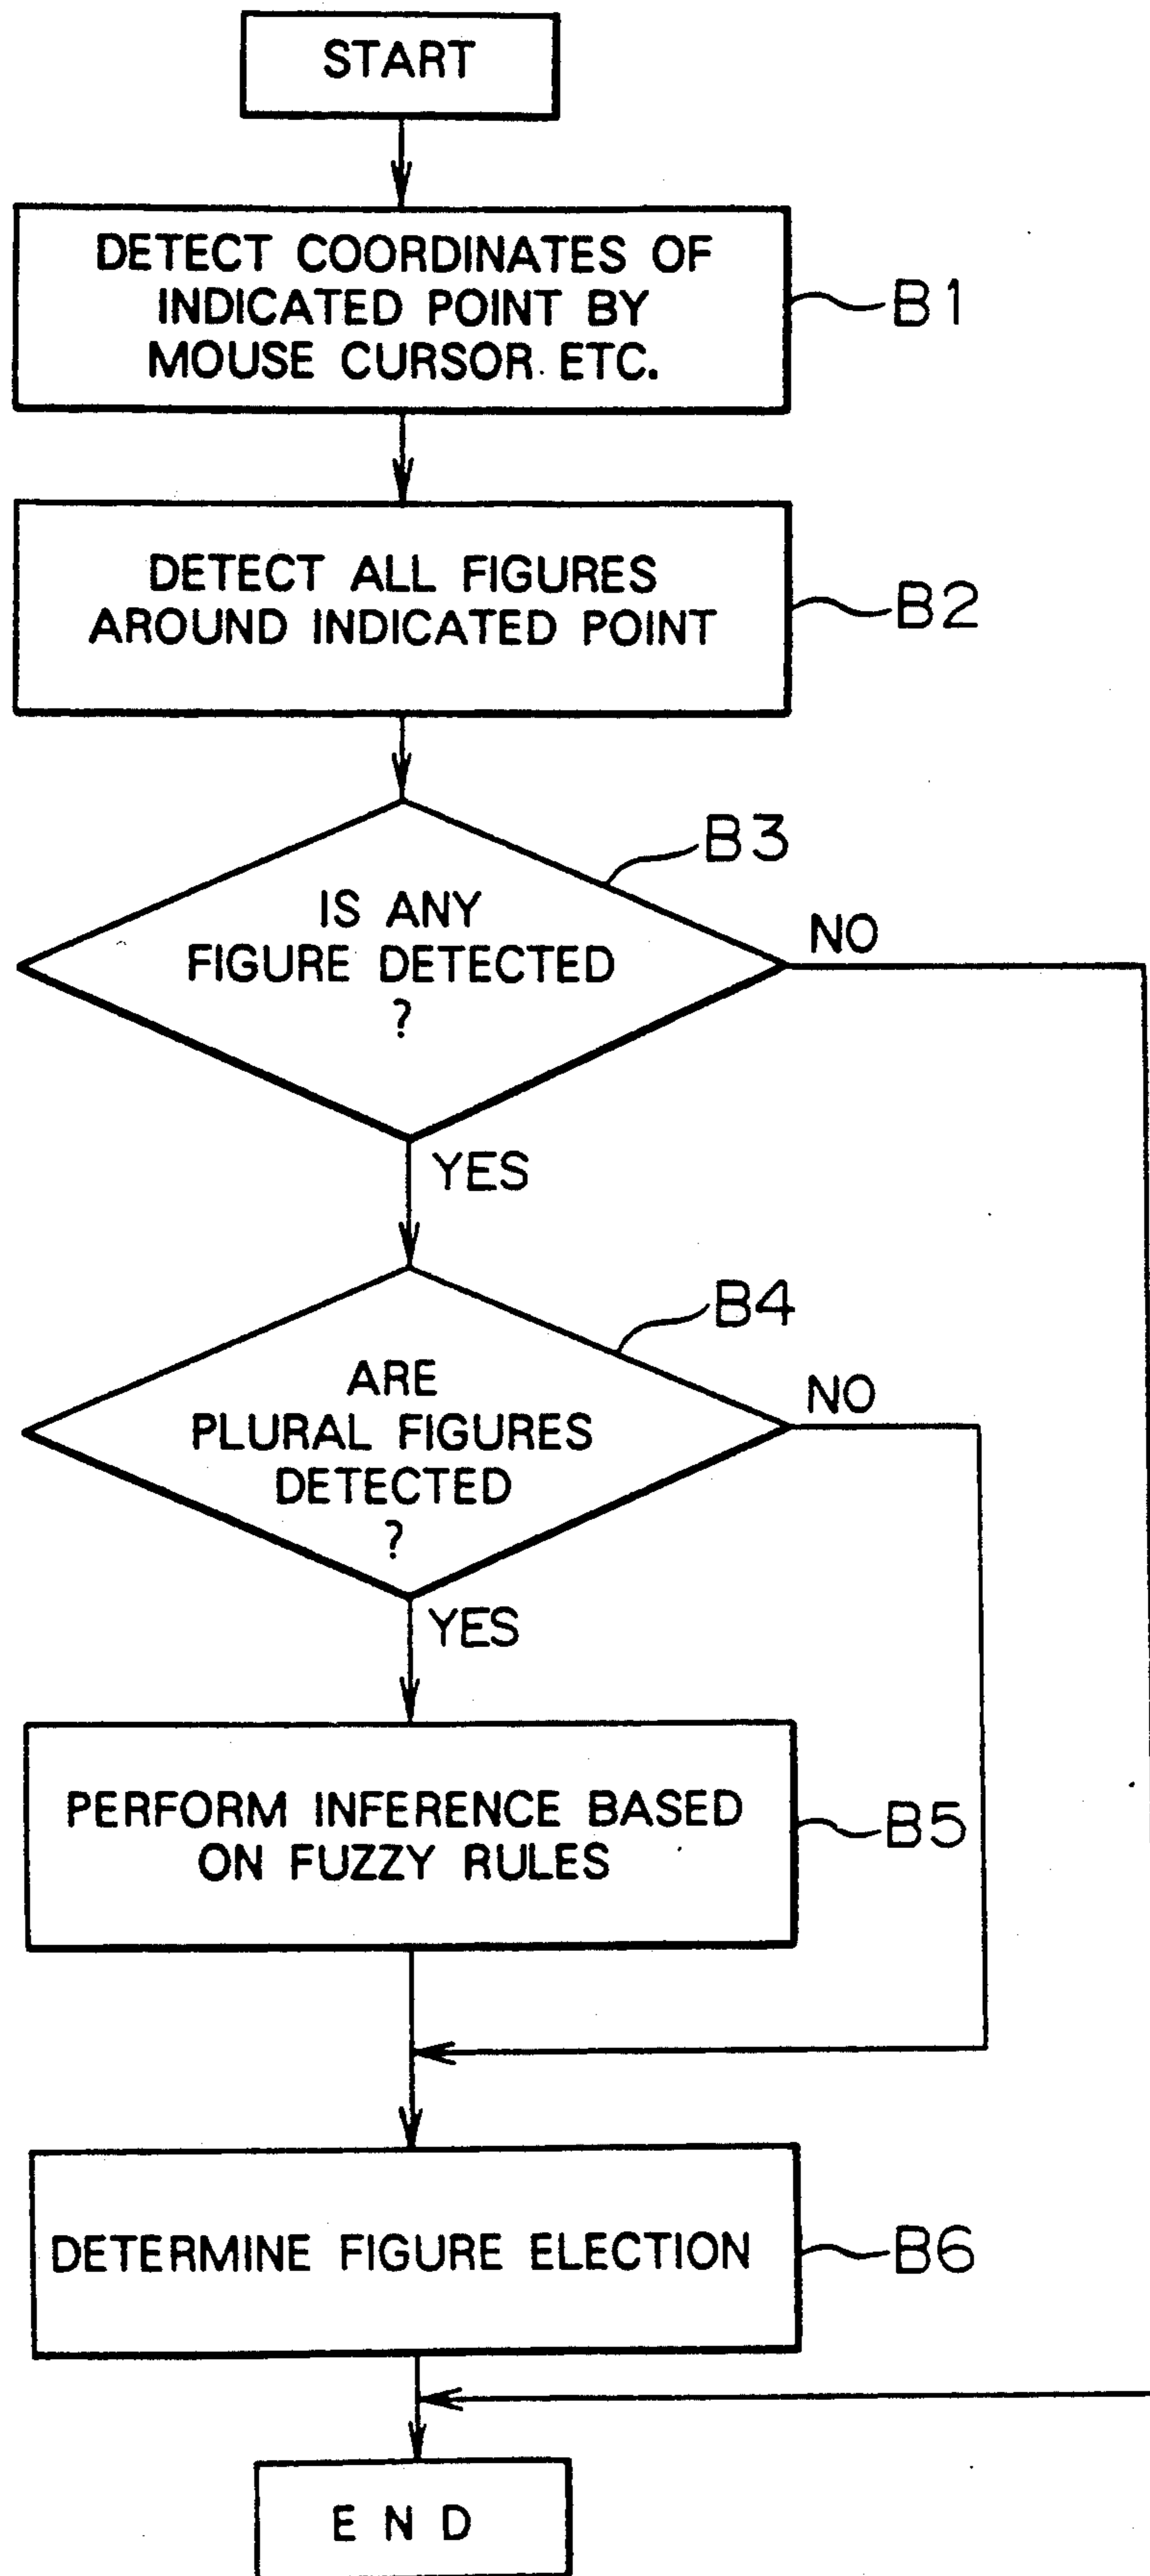 START
DETECT COORDINATES OF
INDICATED POINT BY
MOUSE CURSOR ETC.
B1
DETECT ALL FIGURES
AROUND INDICATED POINT
B2
B3
IS ANY
FIGURE DETECTED
?
NO
YES
B4
ARE
PLURAL FIGURES
DETECTED
?
NO
YES
PERFORM INFERENCE BASED
ON FUZZY RULES
B5
DETERMINE FIGURE ELECTION
B6
E N D